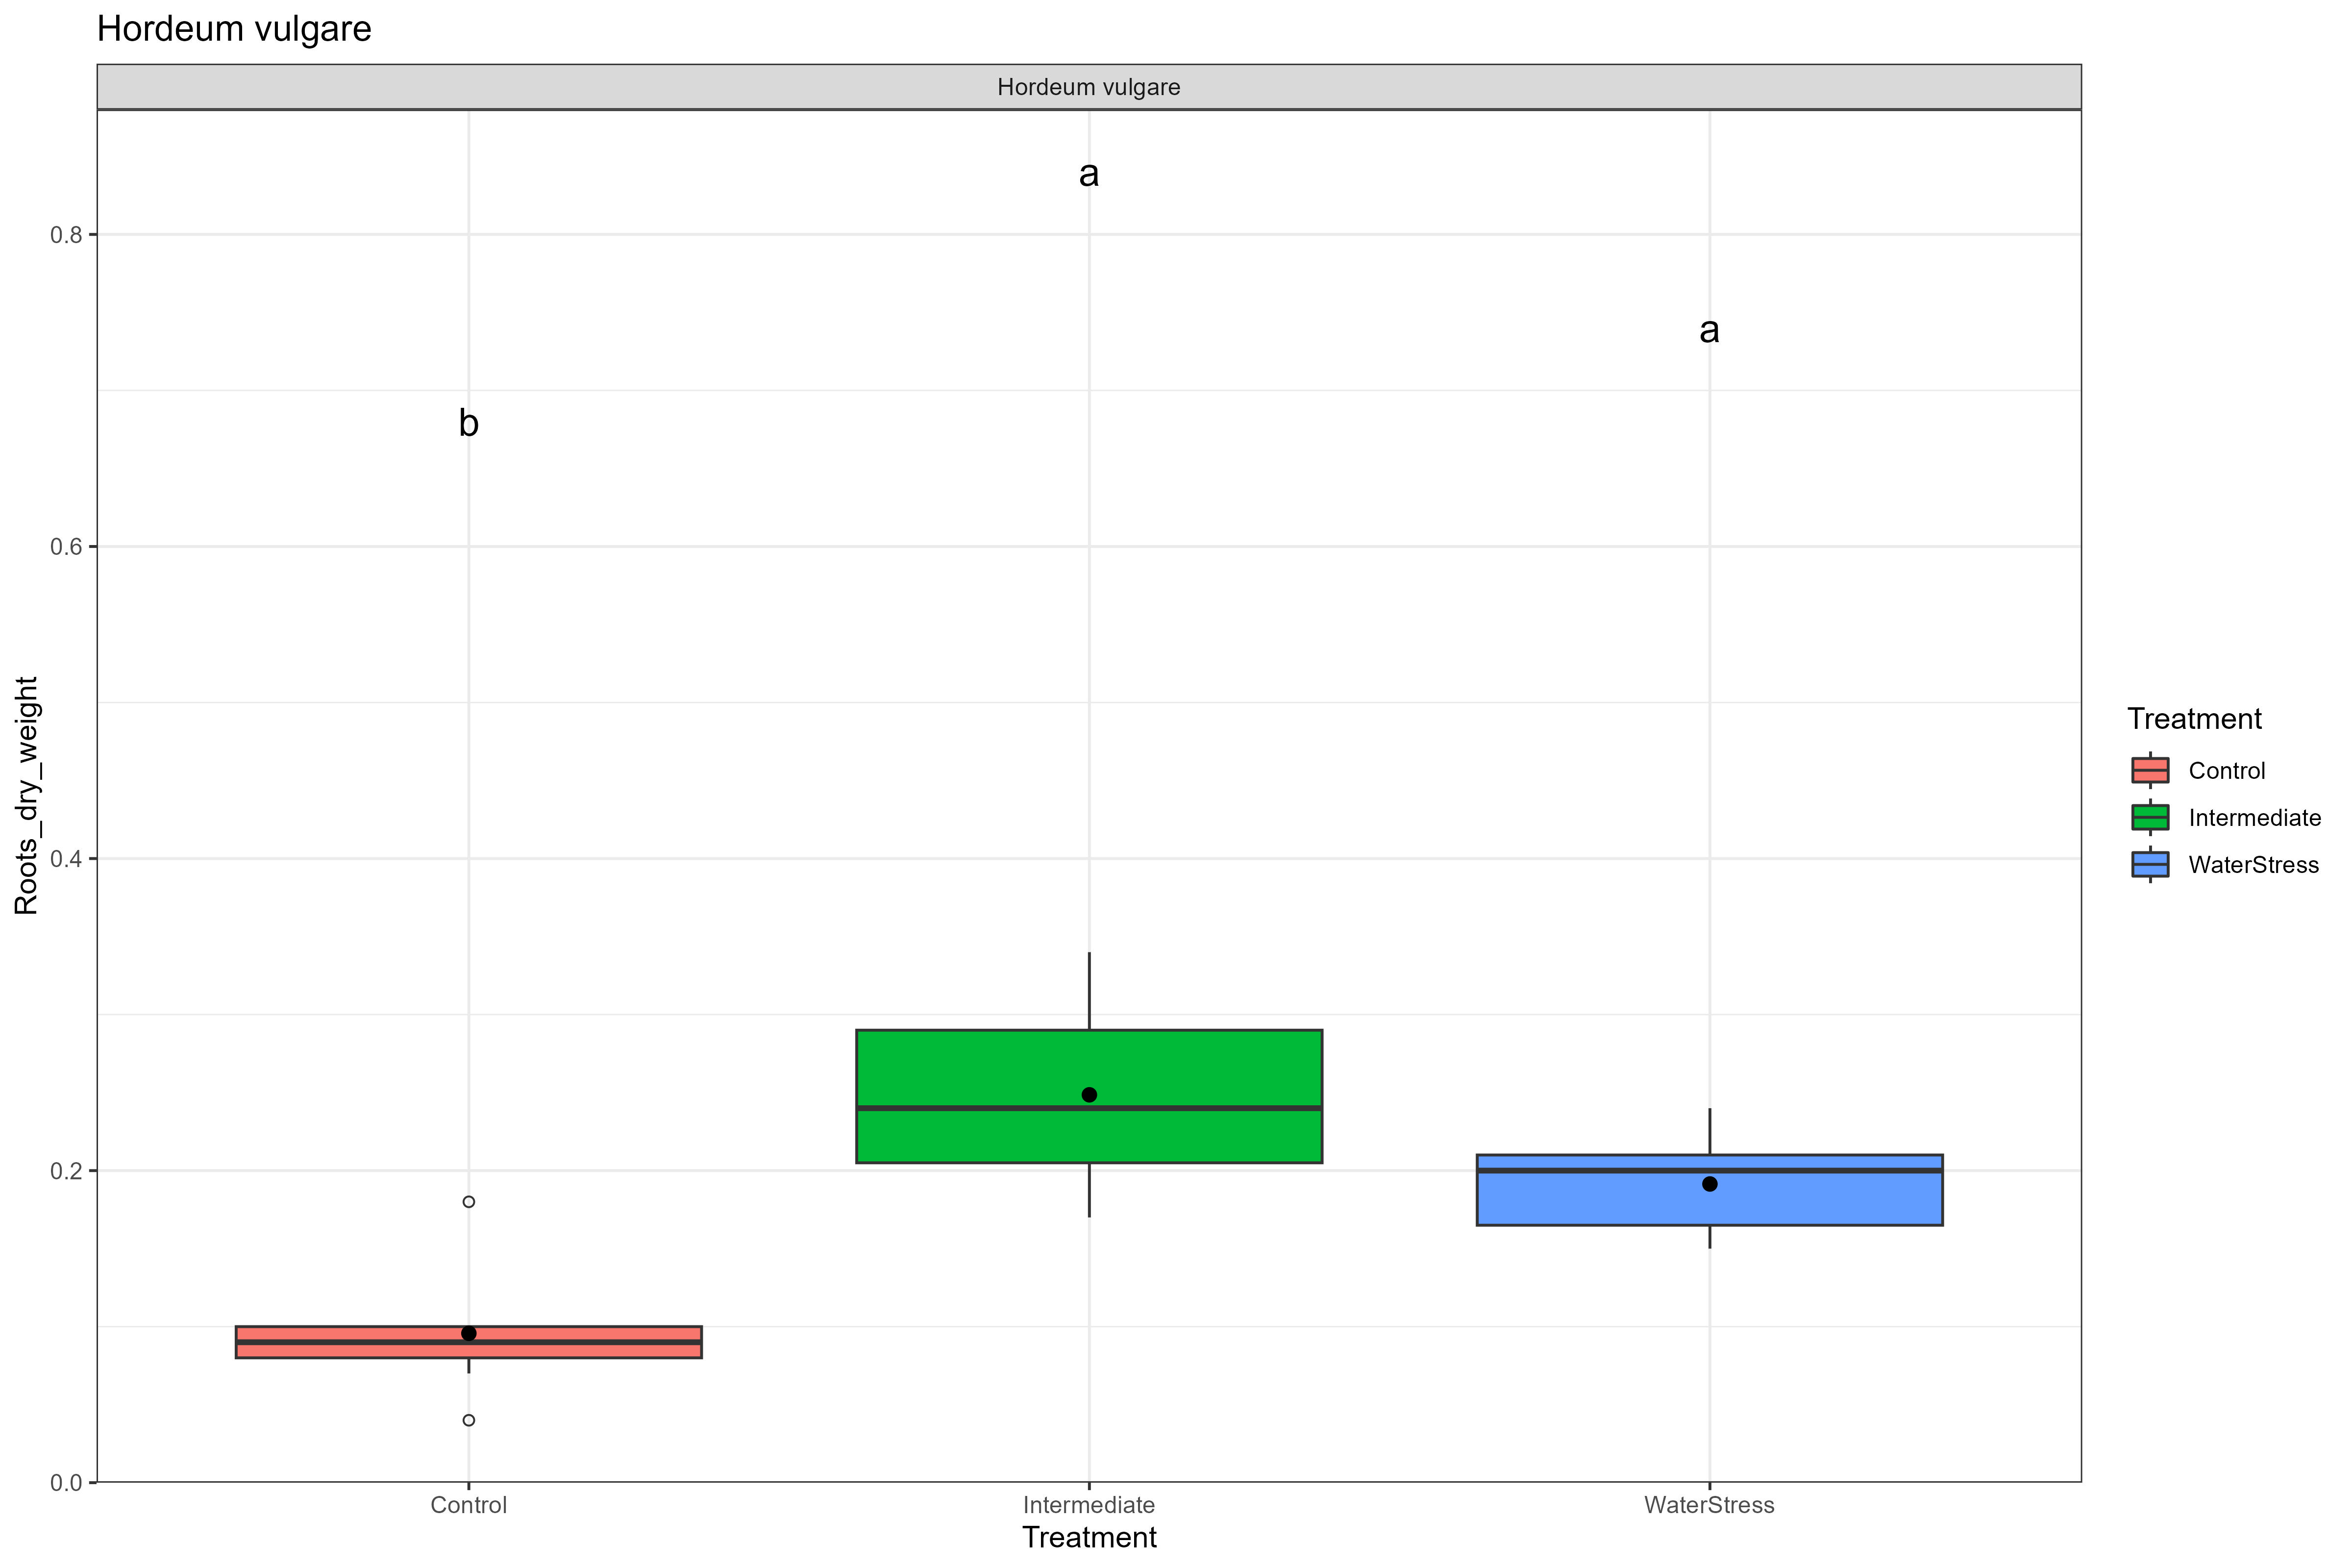 Hordeum vulgare
Hordeum vulgare
a
a
b
0.8
0.6
0.4
0.2
0.0
Roots_dry_weight
Control
Intermediate
WaterStress
Treatment
Treatment
Control
Intermediate
WaterStress